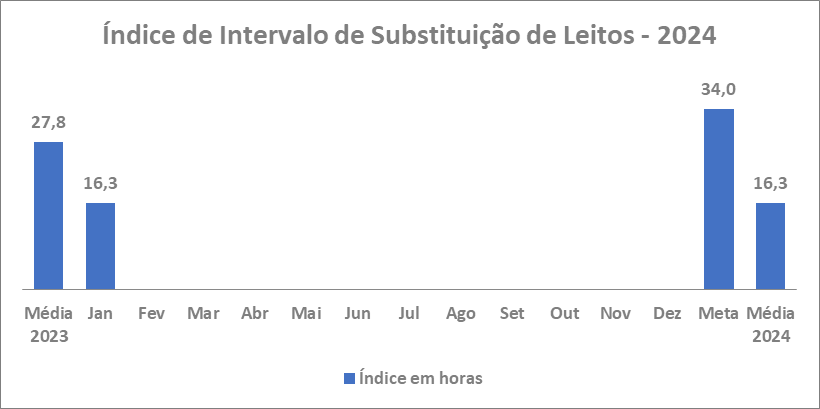 Índice de Intervalo de Substituição de Leitos - 2024
27,8
16,3
34,0
16,3
Média 2023
Jan
Fev
Mar
Abr
Mai
Jun
Jul
Ago
Set
Out
Nov
Dez
Meta
Média 2024
Índice em horas